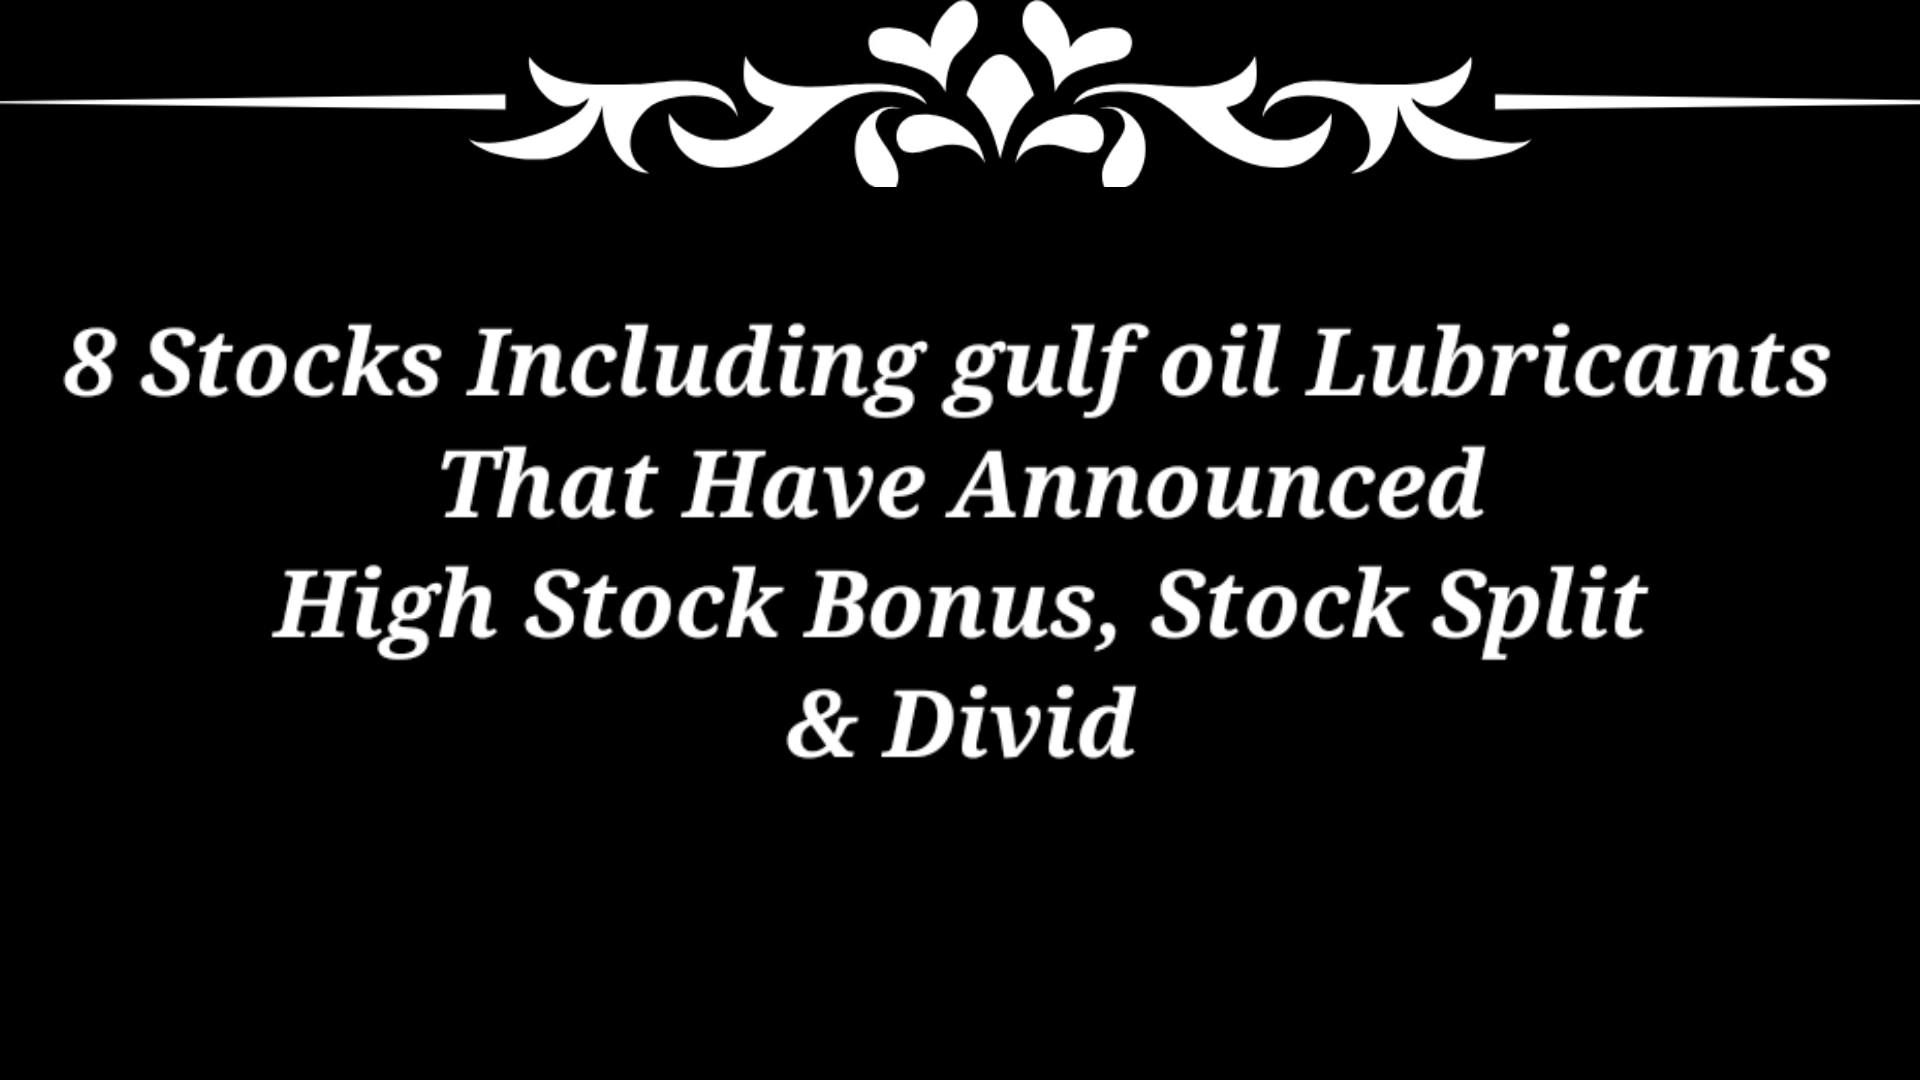 8 Stocks Including gulf oil Lubricants
That Have Announced
High Stock Bonus, Stock Split
& Divid